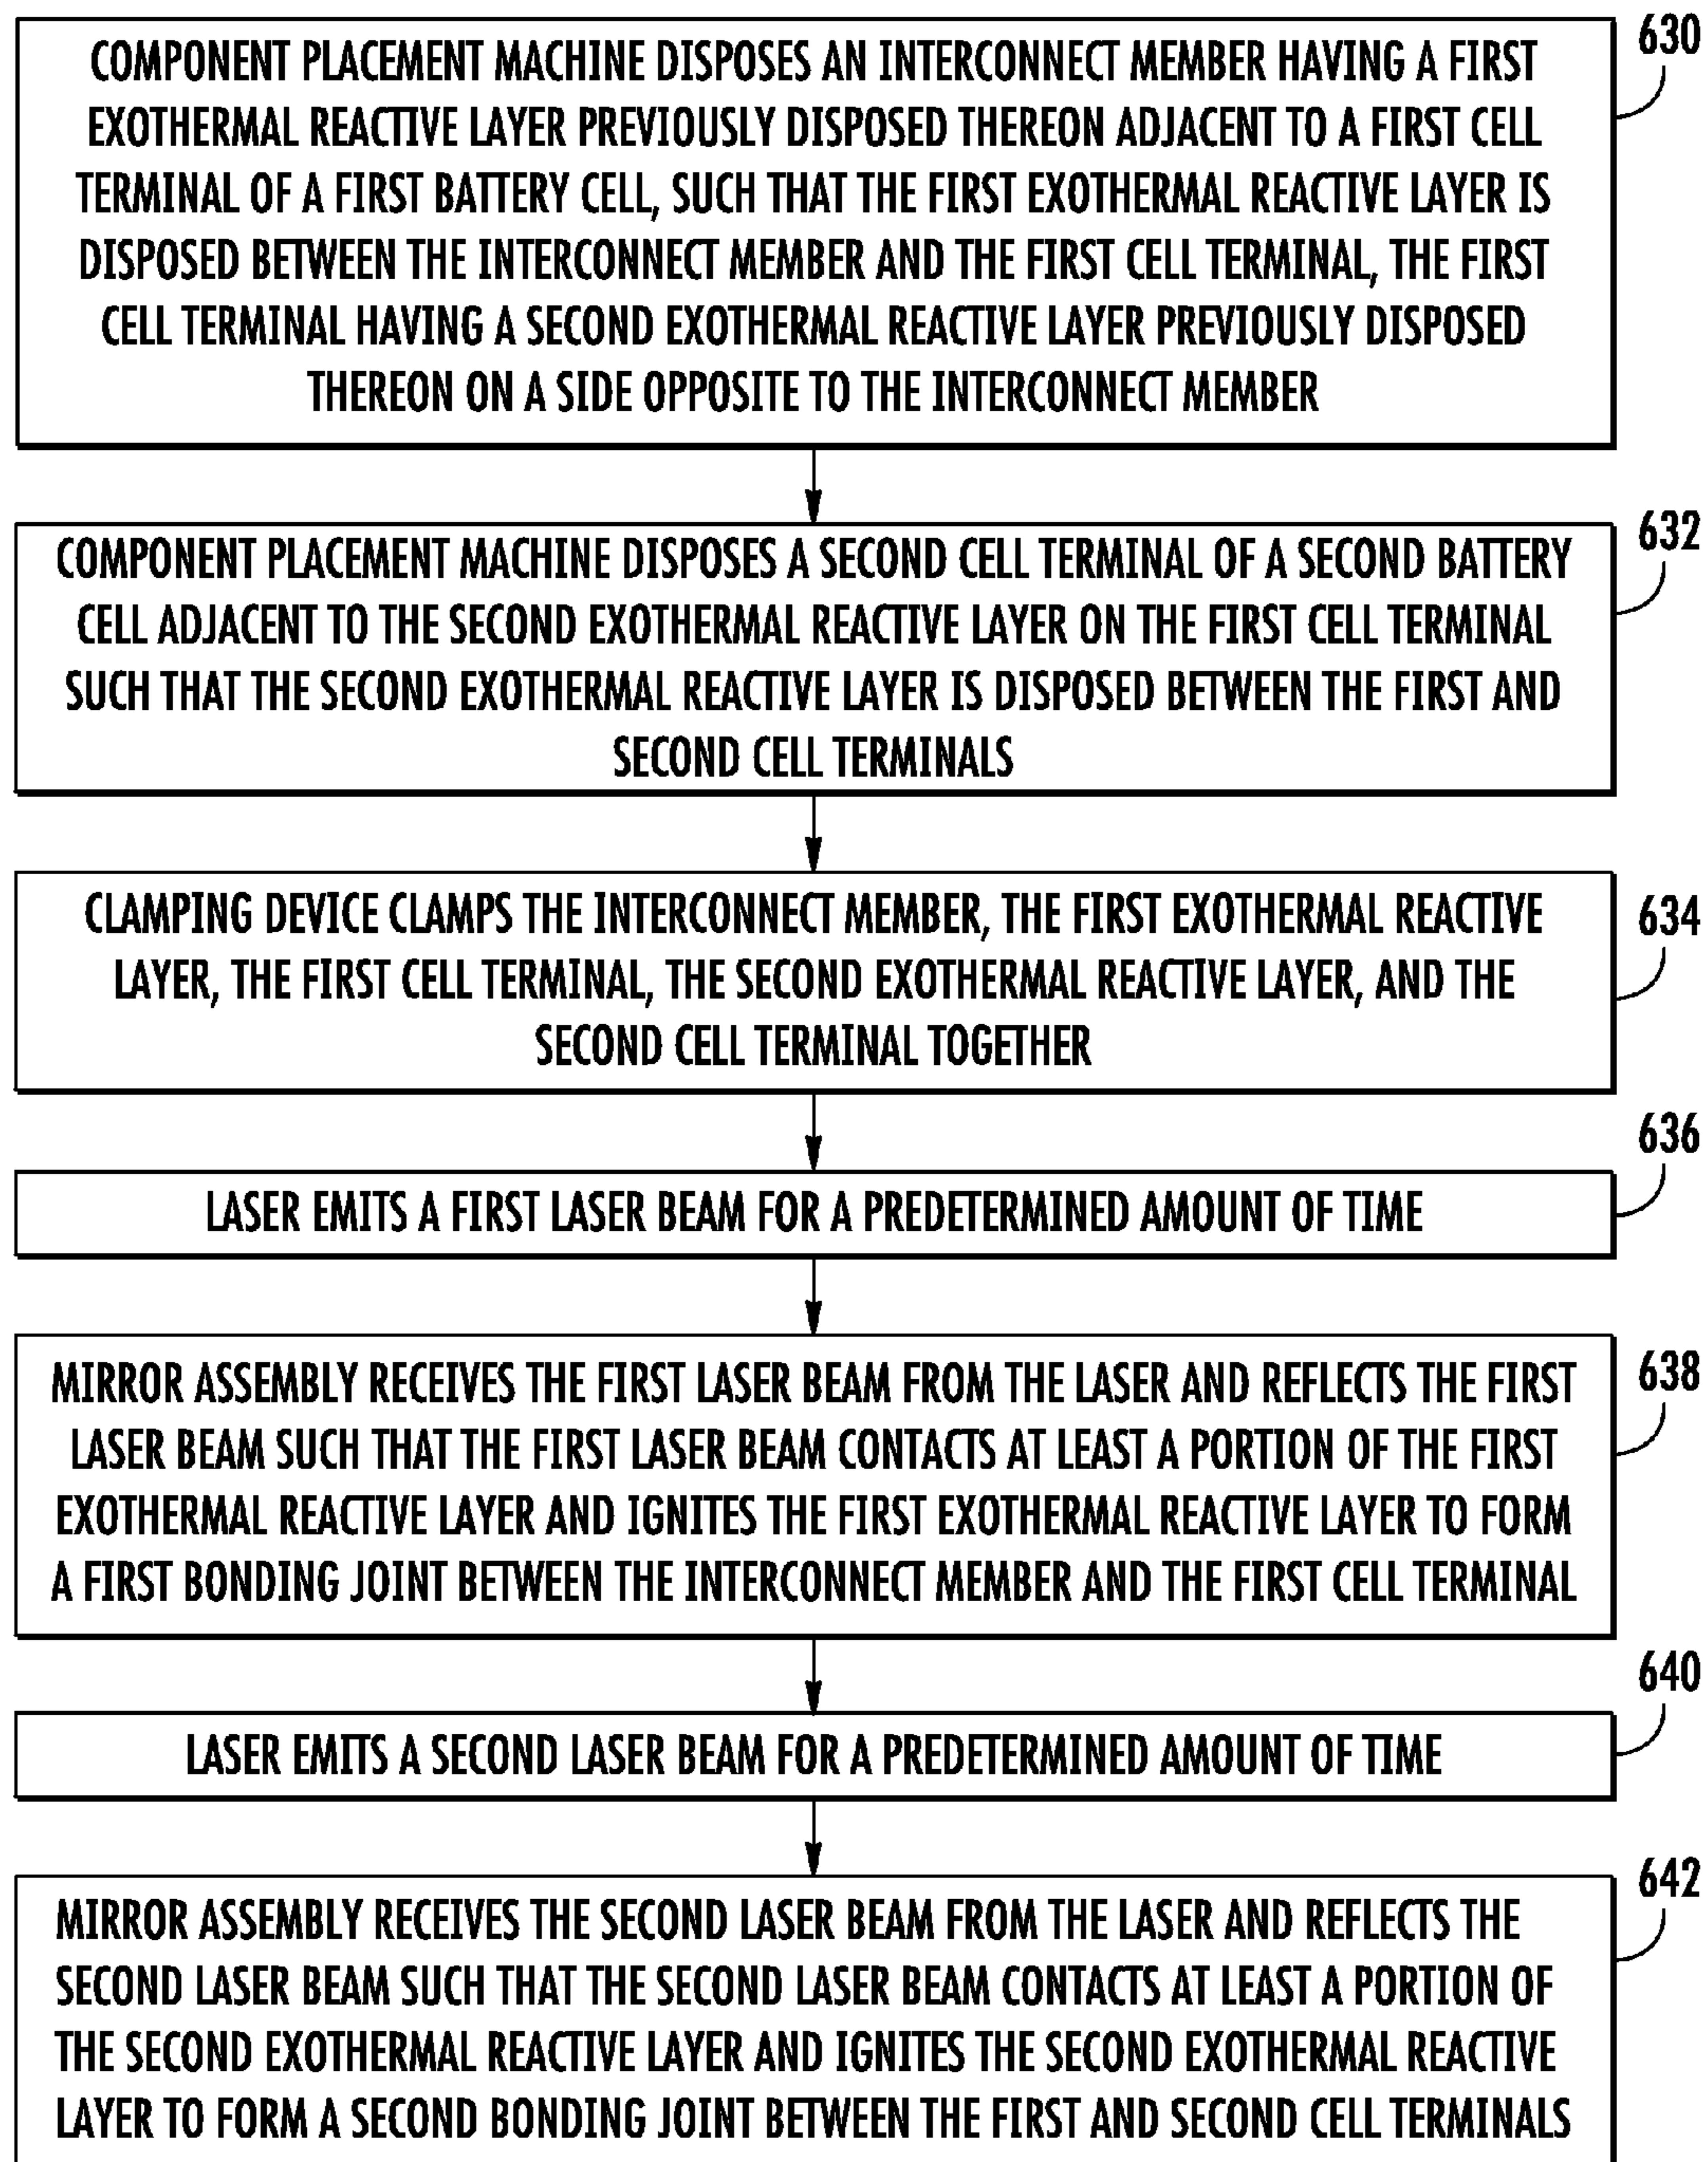 630
COMPONENT PLACEMENT MACHINE DISPOSES AN INTERCONNECT MEMBER HAVING A FIRST
EXOTHERMAL REACTIVE LAYER PREVIOUSLY DISPOSED THEREON ADJACENT TO A FIRST CELL
TERMINAL OF A FIRST BATTERY CELL, SUCH THAT THE FIRST EXOTHERMAL REACTIVE LAYER IS
DISPOSED BETWEEN THE INTERCONNECT MEMBER AND THE FIRST CELL TERMINAL, THE FIRST
CELL TERMINAL HAVING A SECOND EXOTHERMAL REACTIVE LAYER PREVIOUSLY DISPOSED
THEREON ON A SIDE OPPOSITE TO THE INTERCONNECT MEMBER
632
COMPONENT PLACEMENT MACHINE DISPOSES A SECOND CELL TERMINAL OF A SECOND BATTERY
CELL ADJACENT TO THE SECOND EXOTHERMAL REACTIVE LAYER ON THE FIRST CELL TERMINAL
SUCH THAT THE SECOND EXOTHERMAL REACTIVE LAYER IS DISPOSED BETWEEN THE FIRST AND
SECOND CELL TERMINALS
634
CLAMPING DEVICE CLAMPS THE INTERCONNECT MEMBER, THE FIRST EXOTHERMAL REACTIVE
LAYER, THE FIRST CELL TERMINAL, THE SECOND EXOTHERMAL REACTIVE LAYER, AND THE
SECOND CELL TERMINAL TOGETHER
636
LASER EMITS A FIRST LASER BEAM FOR A PREDETERMINED AMOUNT OF TIME
638
MIRROR ASSEMBLY RECEIVES THE FIRST LASER BEAM FROM THE LASER AND REFLECTS THE FIRST
LASER BEAM SUCH THAT THE FIRST LASER BEAM CONTACTS AT LEAST A PORTION OF THE FIRST
EXOTHERMAL REACTIVE LAYER AND IGNITES THE FIRST EXOTHERMAL REACTIVE LAYER TO FORM
A FIRST BONDING JOINT BETWEEN THE INTERCONNECT MEMBER AND THE FIRST CELL TERMINAL
640
LASER EMITS A SECOND LASER BEAM FOR A PREDETERMINED AMOUNT OF TIME
642
MIRROR ASSEMBLY RECEIVES THE SECOND LASER BEAM FROM THE LASER AND REFLECTS THE
SECOND LASER BEAM SUCH THAT THE SECOND LASER BEAM CONTACTS AT LEAST A PORTION OF
THE SECOND EXOTHERMAL REACTIVE LAYER AND IGNITES THE SECOND EXOTHERMAL REACTIVE
LAYER TO FORM A SECOND BONDING JOINT BETWEEN THE FIRST AND SECOND CELL TERMINALS